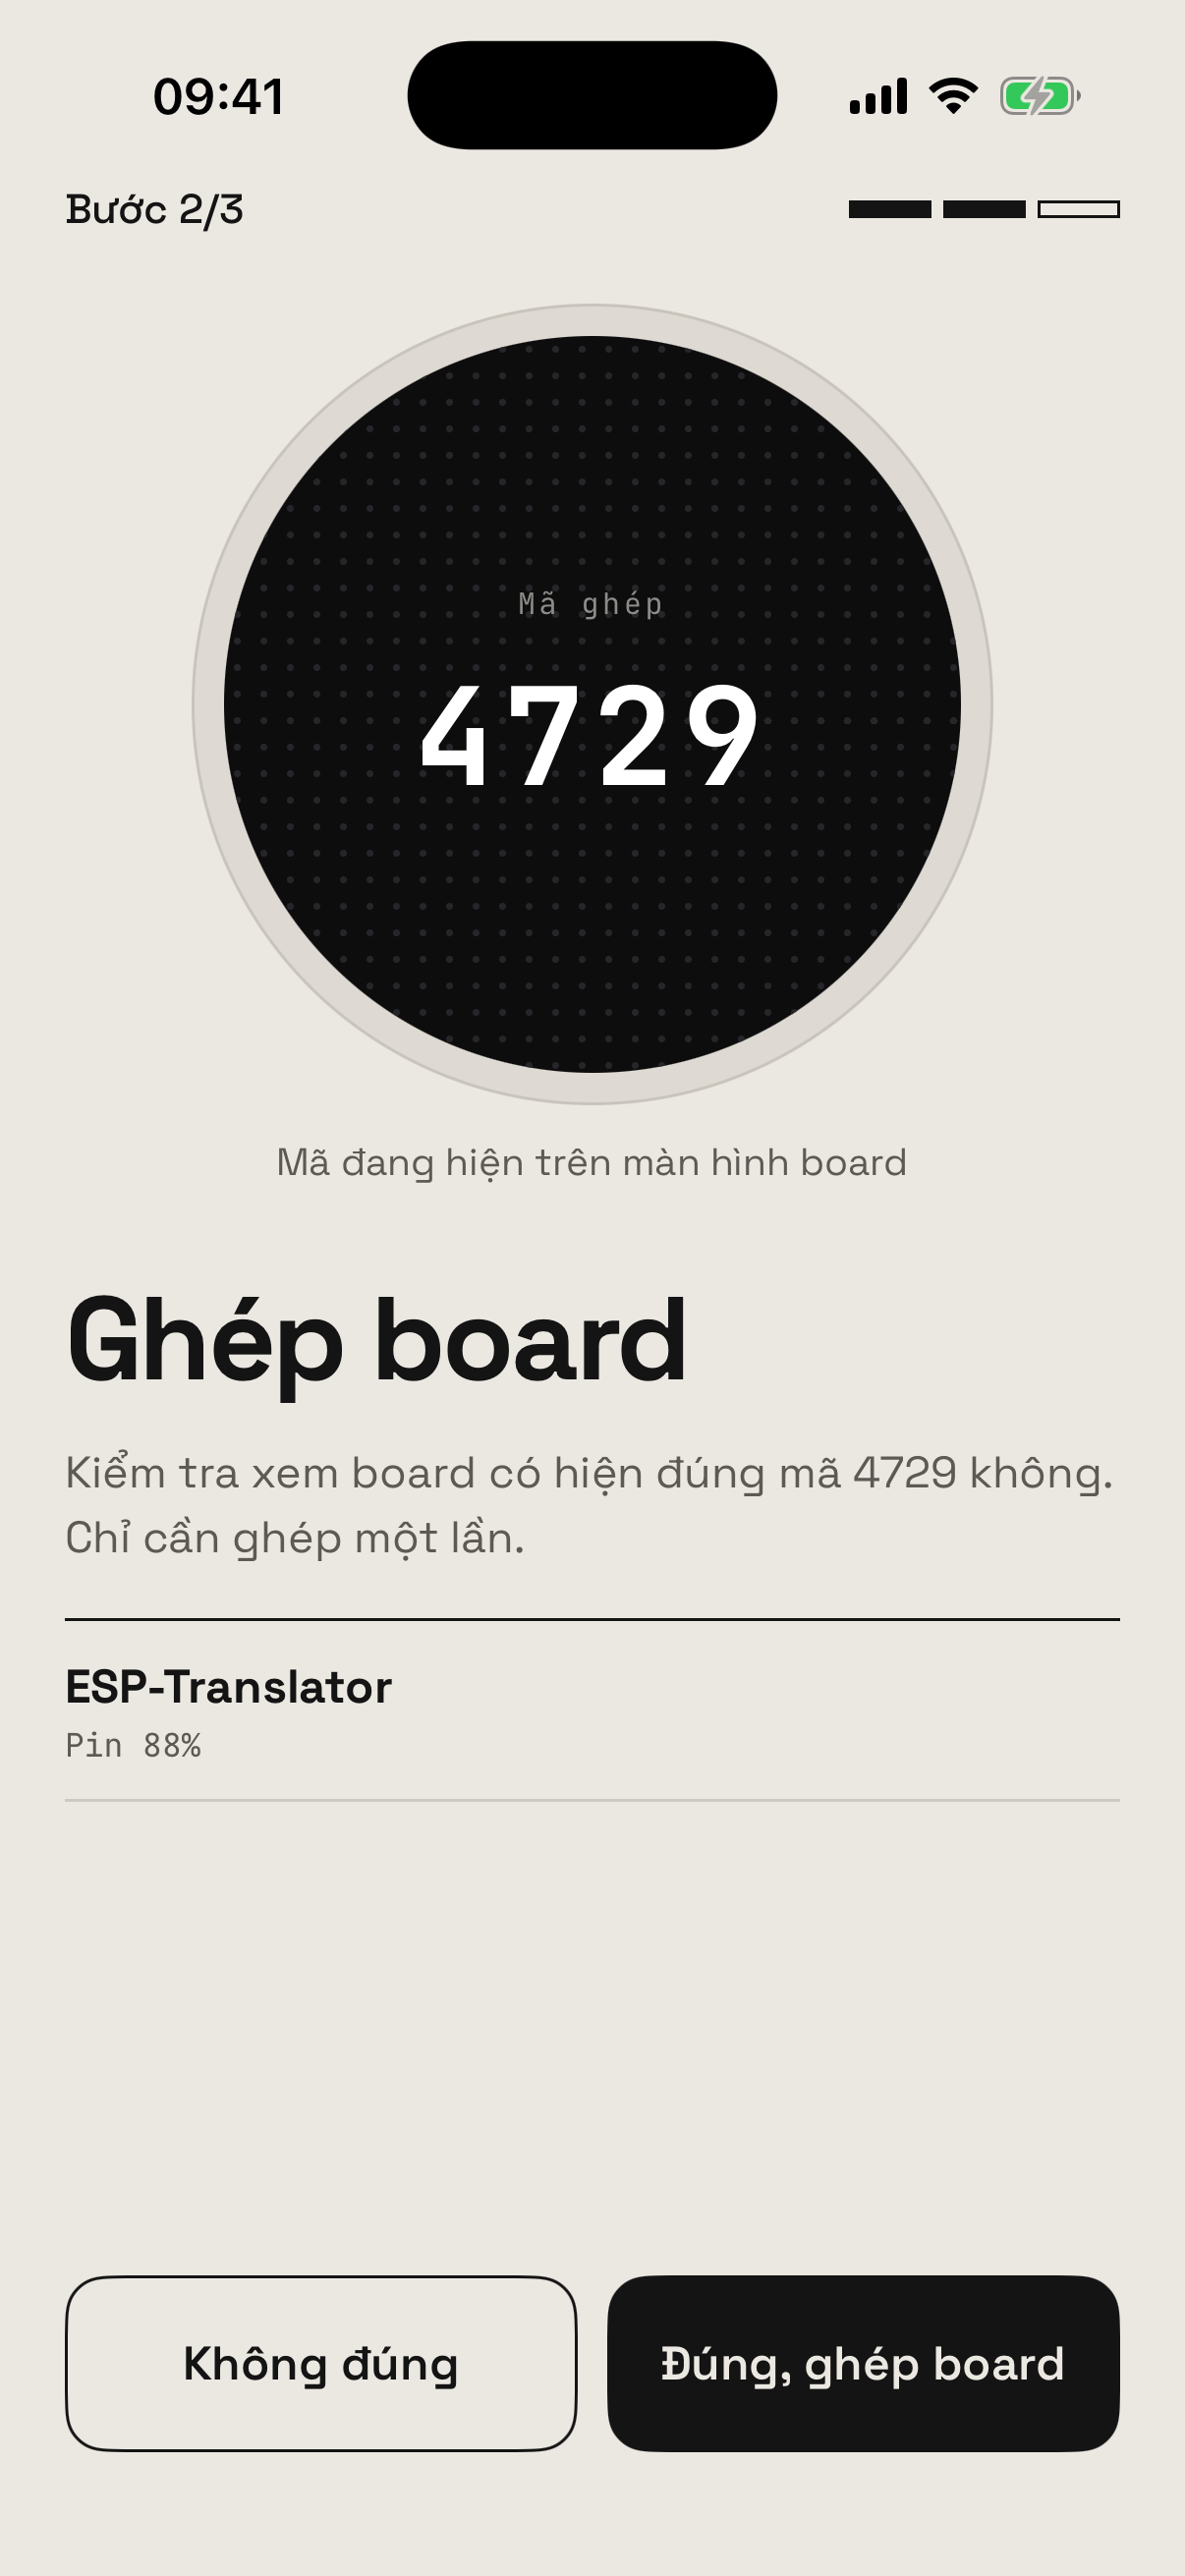 09:41
Bước 2/3
Mã ghép
4729
Mã đang hiện trên màn hình board
Ghép board
Kiểm tra xem board có hiện đúng mã 4729 không.
Chỉ cần ghép một lần.
ESP-Translator
Pin 88%
Không đúng
Đúng, ghép board